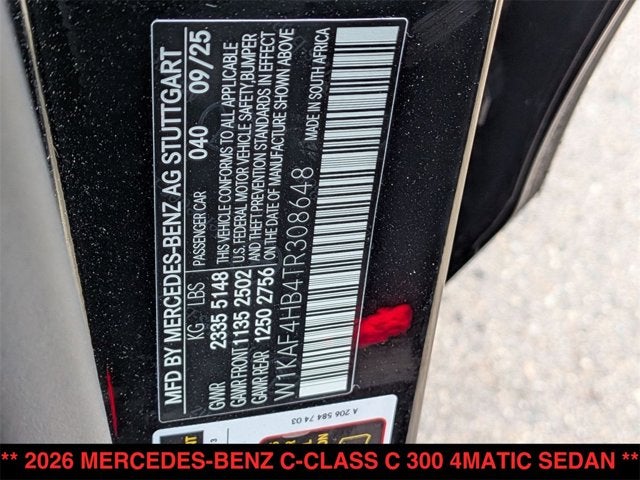 MFD BY MERCEDES-BENZ AG STUTTGART
KG LBS PASSENGER CAR 040 09/25
GVWR 2335 5148 THIS VEHICLE CONFORMS TO ALL APPLICABLE
GAWR FRONT 1135 2502 U.S. FEDERAL MOTOR VEHICLE SAFETY, BUMPER
GAWR REAR 1250 2756 AND THEFT PREVENTION STANDARDS IN EFFECT
ON THE DATE OF MANUFACTURE SHOWN ABOVE
W1KAF4HB4TR308648 MADE IN SOUTH AFRICA
A 206 584 74 03
** 2026 MERCEDES-BENZ C-CLASS C 300 4MATIC SEDAN **